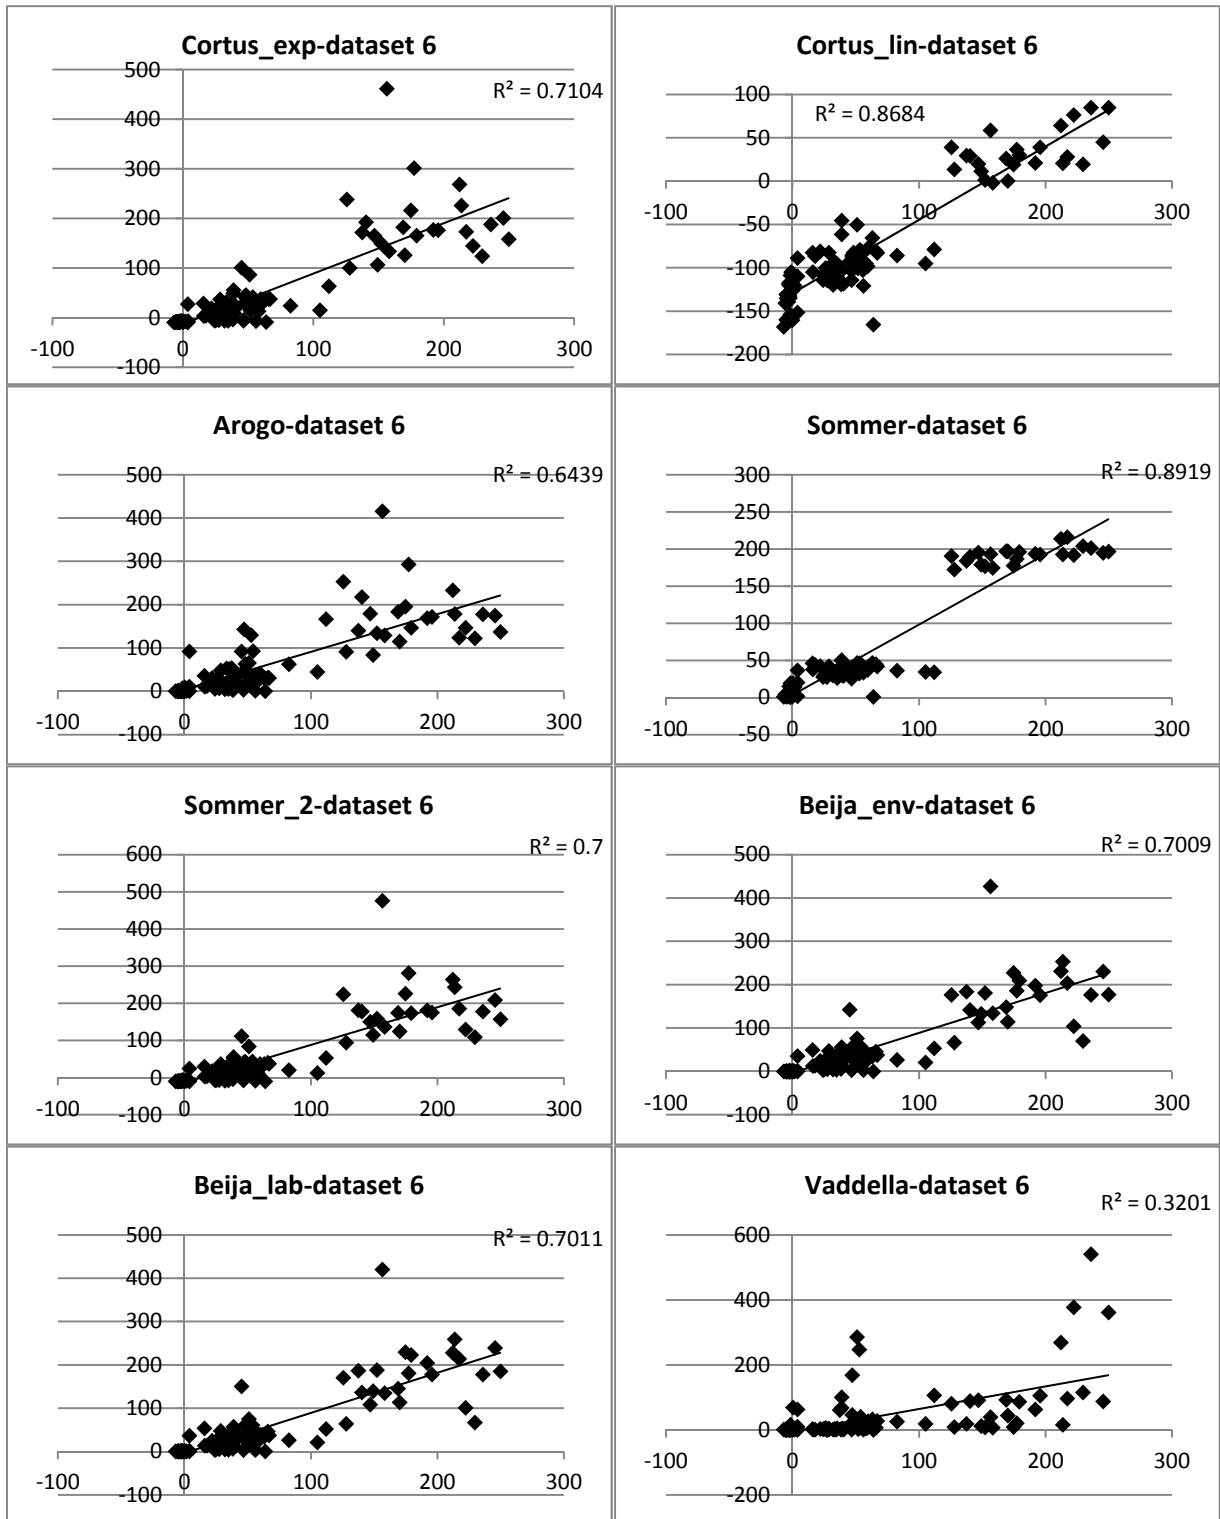 Cortus_exp-dataset 6
R² = 0.7104
500
400
300
200
100
0
-100
-100 0 100 200 300
Cortus_lin-dataset 6
R² = 0.8684
100
50
0
-50
-100
-150
-200
-100 0 100 200 300
Arogo-dataset 6
R² = 0.6439
500
400
300
200
100
0
-100
-100 0 100 200 300
Sommer-dataset 6
R² = 0.8919
300
250
200
150
100
50
0
-50
-100 0 100 200 300
Sommer_2-dataset 6
R² = 0.7
600
500
400
300
200
100
0
-100
-100 0 100 200 300
Beija_env-dataset 6
R² = 0.7009
500
400
300
200
100
0
-100
-100 0 100 200 300
Beija_lab-dataset 6
R² = 0.7011
500
400
300
200
100
0
-100
-100 0 100 200 300
Vaddella-dataset 6
R² = 0.3201
600
400
200
0
-200
-100 0 100 200 300